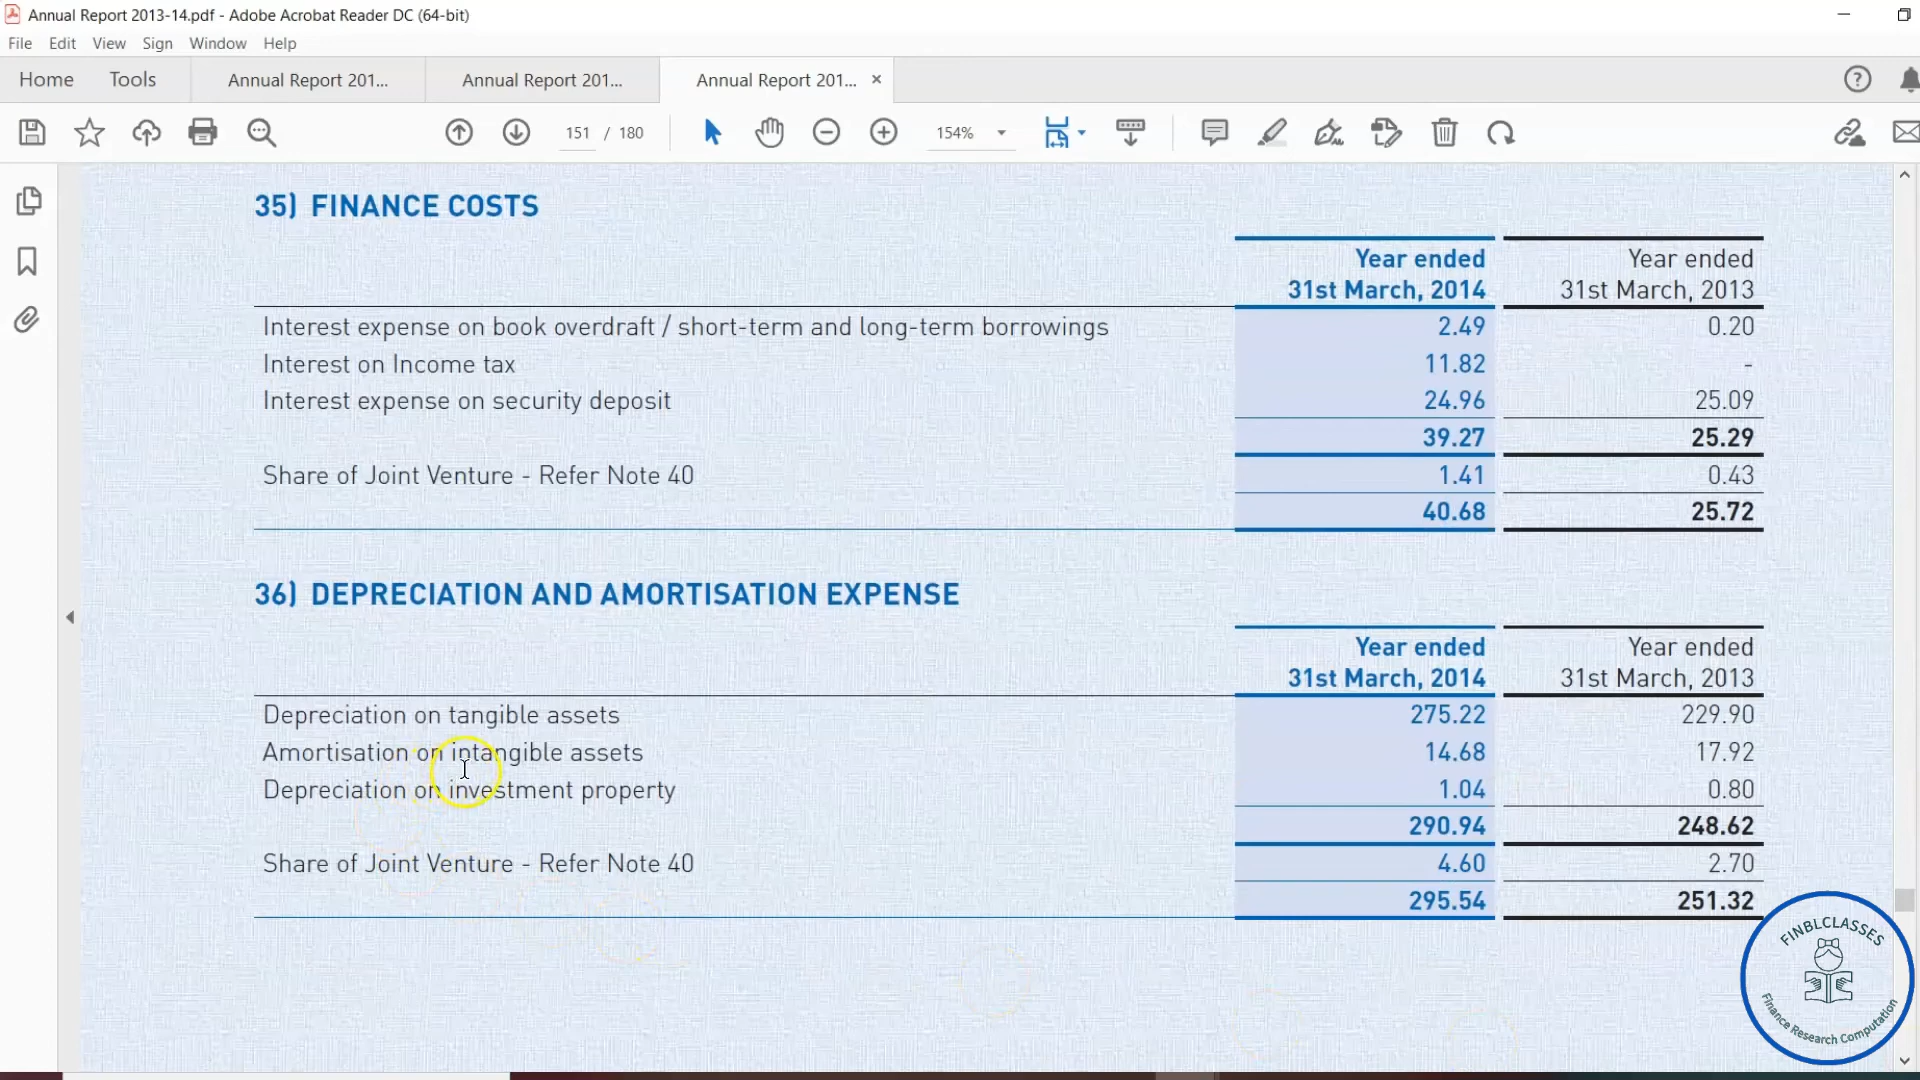 Annual Report 2013-14.pdf - Adobe Acrobat Reader DC (64-bit)
File Edit View Sign Window Help
Home Tools Annual Report 201... Annual Report 201... Annual Report 201...
151 / 180 154%
35) FINANCE COSTS
Year ended Year ended
31st March, 2014 31st March, 2013
Interest expense on book overdraft / short-term and long-term borrowings 2.49 0.20
Interest on Income tax 11.82 -
Interest expense on security deposit 24.96 25.09
39.27 25.29
Share of Joint Venture - Refer Note 40 1.41 0.43
40.68 25.72
36) DEPRECIATION AND AMORTISATION EXPENSE
Year ended Year ended
31st March, 2014 31st March, 2013
Depreciation on tangible assets 275.22 229.90
Amortisation on intangible assets 14.68 17.92
Depreciation on investment property 1.04 0.80
290.94 248.62
Share of Joint Venture - Refer Note 40 4.60 2.70
295.54 251.32
FINBLCLASSES
Finance Research Computation